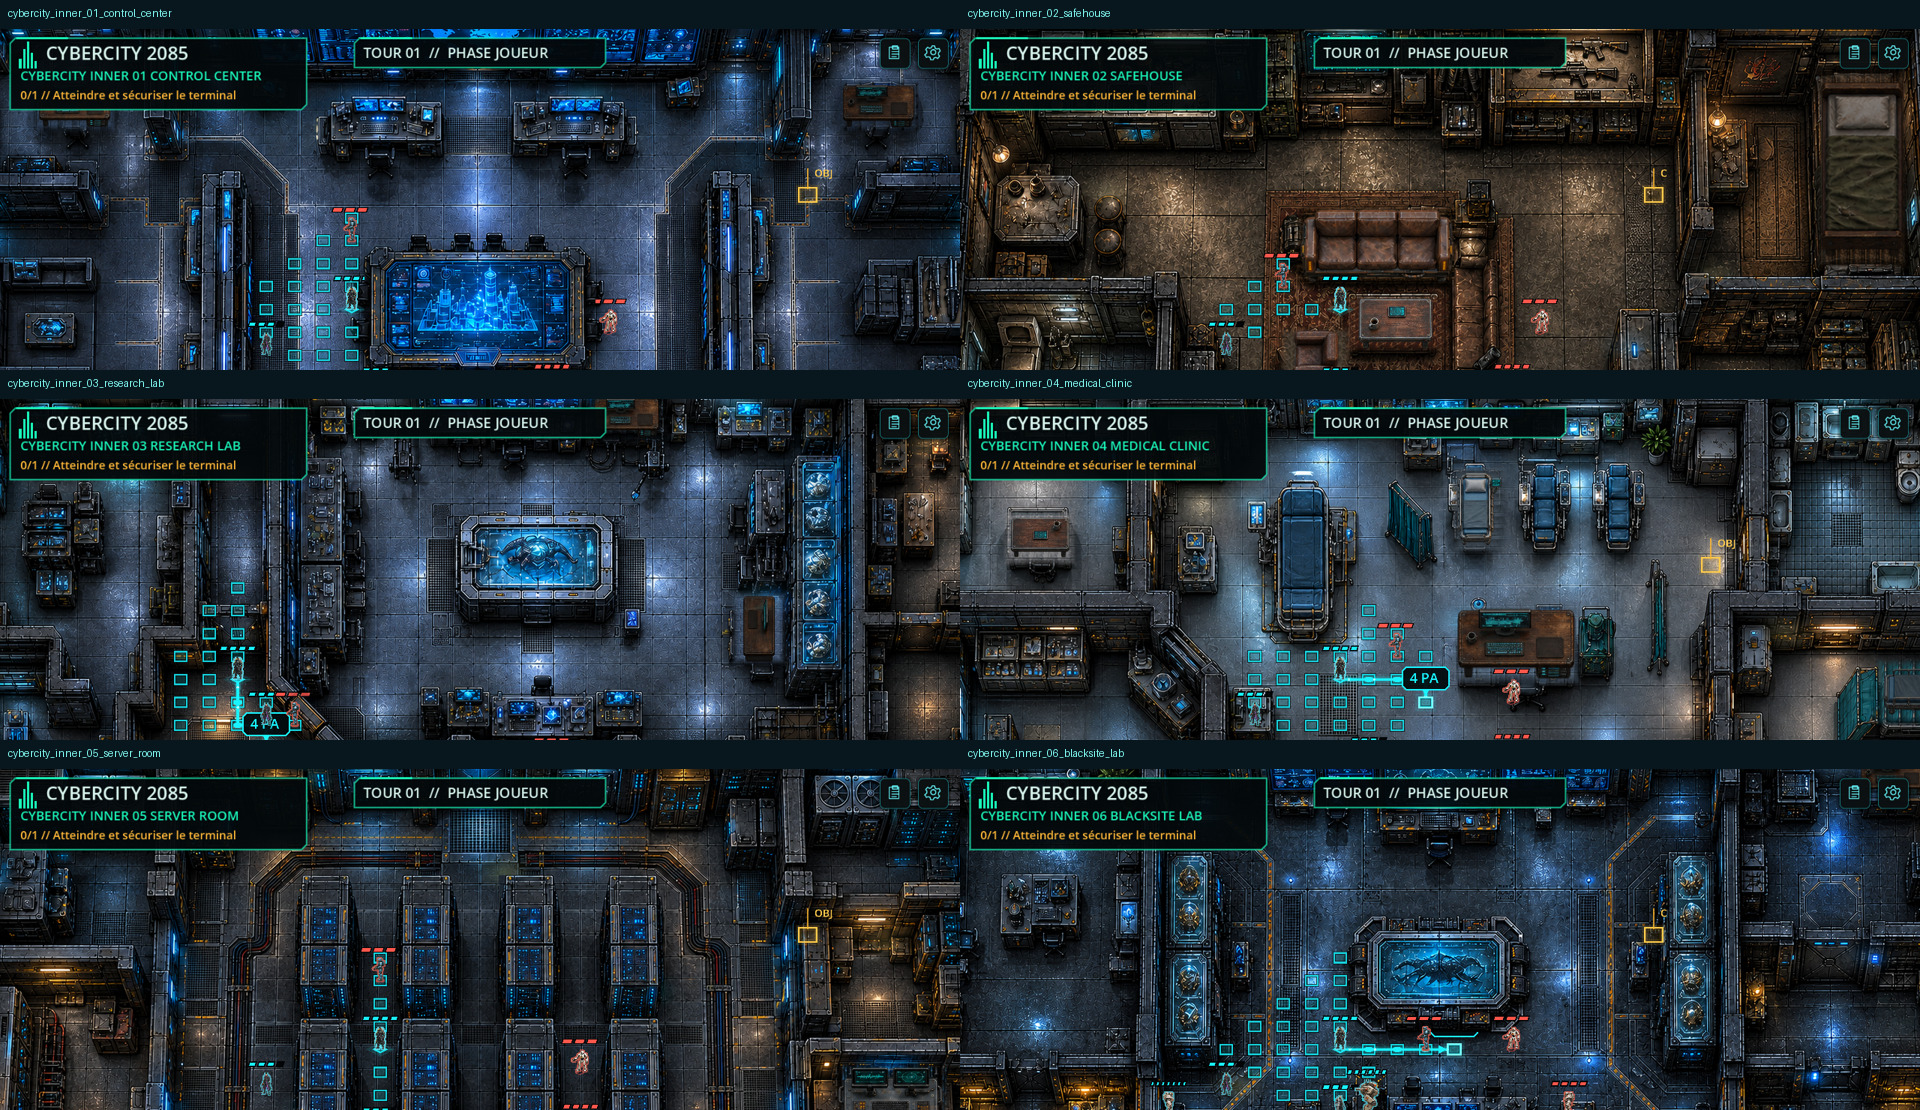 cybercity_inner_01_control_center
CYBERCITY 2085
CYBERCITY INNER 01 CONTROL CENTER
0/1 // Atteindre et sécuriser le terminal
TOUR 01 // PHASE JOUEUR
OBJ
cybercity_inner_02_safehouse
CYBERCITY 2085
CYBERCITY INNER 02 SAFEHOUSE
0/1 // Atteindre et sécuriser le terminal
TOUR 01 // PHASE JOUEUR
C
cybercity_inner_03_research_lab
CYBERCITY 2085
CYBERCITY INNER 03 RESEARCH LAB
0/1 // Atteindre et sécuriser le terminal
TOUR 01 // PHASE JOUEUR
cybercity_inner_04_medical_clinic
CYBERCITY 2085
CYBERCITY INNER 04 MEDICAL CLINIC
0/1 // Atteindre et sécuriser le terminal
TOUR 01 // PHASE JOUEUR
OBJ
4 PA
cybercity_inner_05_server_room
CYBERCITY 2085
CYBERCITY INNER 05 SERVER ROOM
0/1 // Atteindre et sécuriser le terminal
TOUR 01 // PHASE JOUEUR
OBJ
cybercity_inner_06_blacksite_lab
CYBERCITY 2085
CYBERCITY INNER 06 BLACKSITE LAB
0/1 // Atteindre et sécuriser le terminal
TOUR 01 // PHASE JOUEUR
C